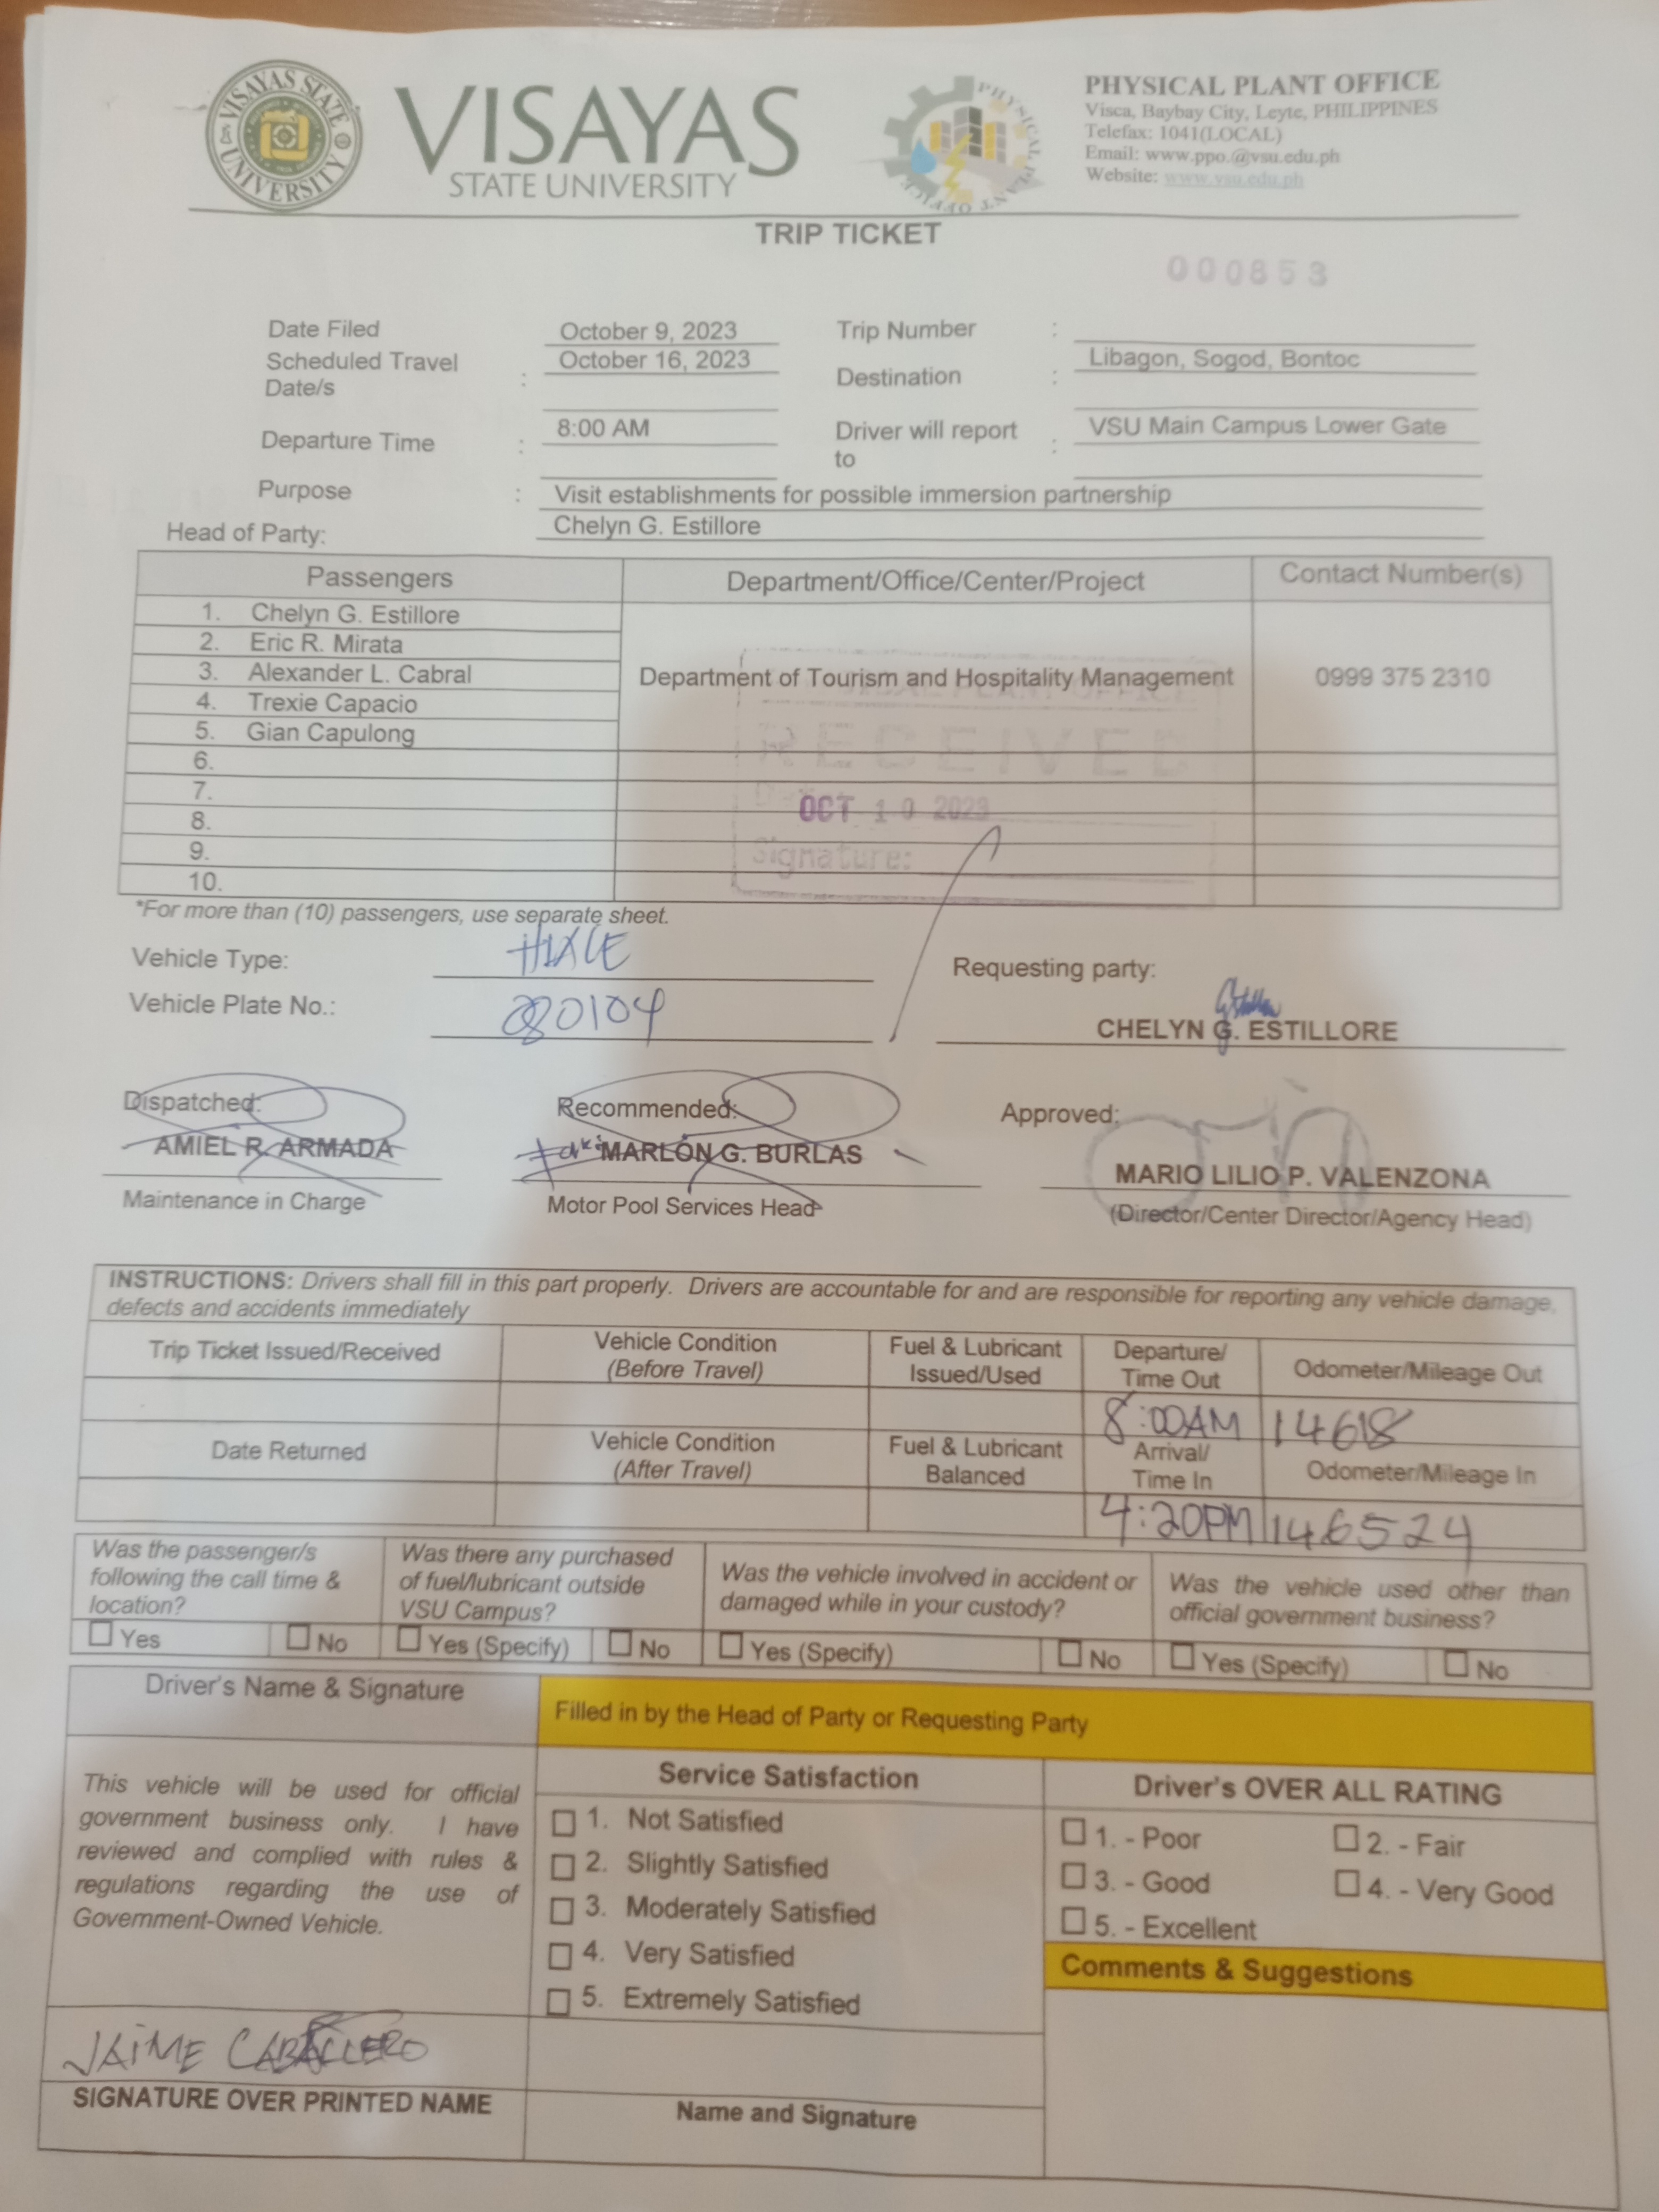 VISAYAS STATE UNIVERSITY
VISAYAS
STATE UNIVERSITY
PHYSICAL PLANT OFFICE
PHYSICAL PLANT OFFICE
Visca, Baybay City, Leyte, PHILIPPINES
Telefax: 1041(LOCAL)
Email: www.ppo.@vsu.edu.ph
Website: www.vsu.edu.ph
TRIP TICKET
000853
Date Filed October 9, 2023 Trip Number :
Scheduled Travel Date/s : October 16, 2023 Destination : Libagon, Sogod, Bontoc
Departure Time : 8:00 AM Driver will report to : VSU Main Campus Lower Gate
Purpose : Visit establishments for possible immersion partnership
Head of Party: Chelyn G. Estillore
Passengers Department/Office/Center/Project Contact Number(s)
1. Chelyn G. Estillore
2. Eric R. Mirata
3. Alexander L. Cabral Department of Tourism and Hospitality Management 0999 375 2310
4. Trexie Capacio
5. Gian Capulong
6.
7.
8.
9.
10.
PLANT OFFICE
RECEIVED
OCT 10 2023
Signature:
*For more than (10) passengers, use separate sheet.
Vehicle Type: HIACE
Requesting party:
Vehicle Plate No.: 080104
CHELYN G. ESTILLORE
Dispatched: Recommended: Approved:
AMIEL R. ARMADA MARLON G. BURLAS MARIO LILIO P. VALENZONA
Maintenance in Charge Motor Pool Services Head (Director/Center Director/Agency Head)
INSTRUCTIONS: Drivers shall fill in this part properly. Drivers are accountable for and are responsible for reporting any vehicle damage,
defects and accidents immediately
Trip Ticket Issued/Received Vehicle Condition (Before Travel) Fuel & Lubricant Issued/Used Departure/ Time Out Odometer/Mileage Out
8:00AM 14618
Date Returned Vehicle Condition (After Travel) Fuel & Lubricant Balanced Arrival/ Time In Odometer/Mileage In
4:20PM 146524
Was the passenger/s following the call time & location?
Was there any purchased of fuel/lubricant outside VSU Campus?
Was the vehicle involved in accident or damaged while in your custody?
Was the vehicle used other than official government business?
Yes No Yes (Specify) No Yes (Specify) No Yes (Specify) No
Driver's Name & Signature
Filled in by the Head of Party or Requesting Party
This vehicle will be used for official
government business only. I have
reviewed and complied with rules &
regulations regarding the use of
Government-Owned Vehicle.
Service Satisfaction
1. Not Satisfied
2. Slightly Satisfied
3. Moderately Satisfied
4. Very Satisfied
5. Extremely Satisfied
Driver's OVER ALL RATING
1. - Poor 2. - Fair
3. - Good 4. - Very Good
5. - Excellent
Comments & Suggestions
JAIME CABALLERO
SIGNATURE OVER PRINTED NAME
Name and Signature